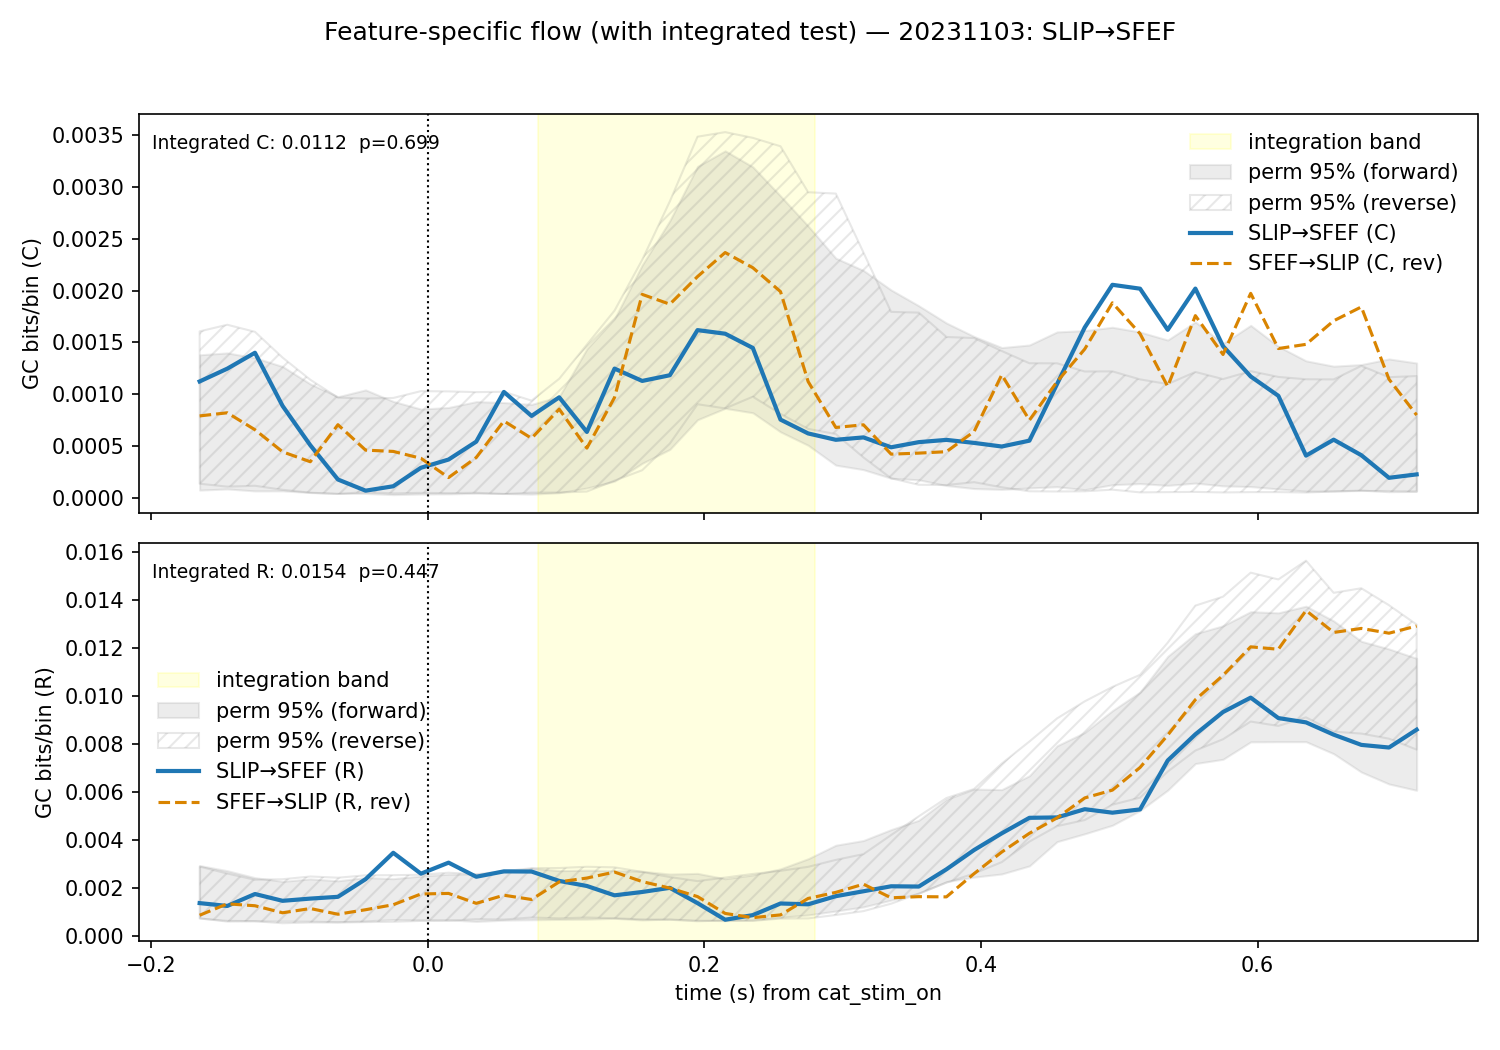 Feature-specific flow (with integrated test) — 20231103: SLIP→SFEF
Integrated C: 0.0112  p=0.699
GC bits/bin (C)
0.0035
0.0030
0.0025
0.0020
0.0015
0.0010
0.0005
0.0000
integration band
perm 95% (forward)
perm 95% (reverse)
SLIP→SFEF (C)
SFEF→SLIP (C, rev)
Integrated R: 0.0154  p=0.447
GC bits/bin (R)
0.016
0.014
0.012
0.010
0.008
0.006
0.004
0.002
0.000
integration band
perm 95% (forward)
perm 95% (reverse)
SLIP→SFEF (R)
SFEF→SLIP (R, rev)
−0.2 0.0 0.2 0.4 0.6
time (s) from cat_stim_on